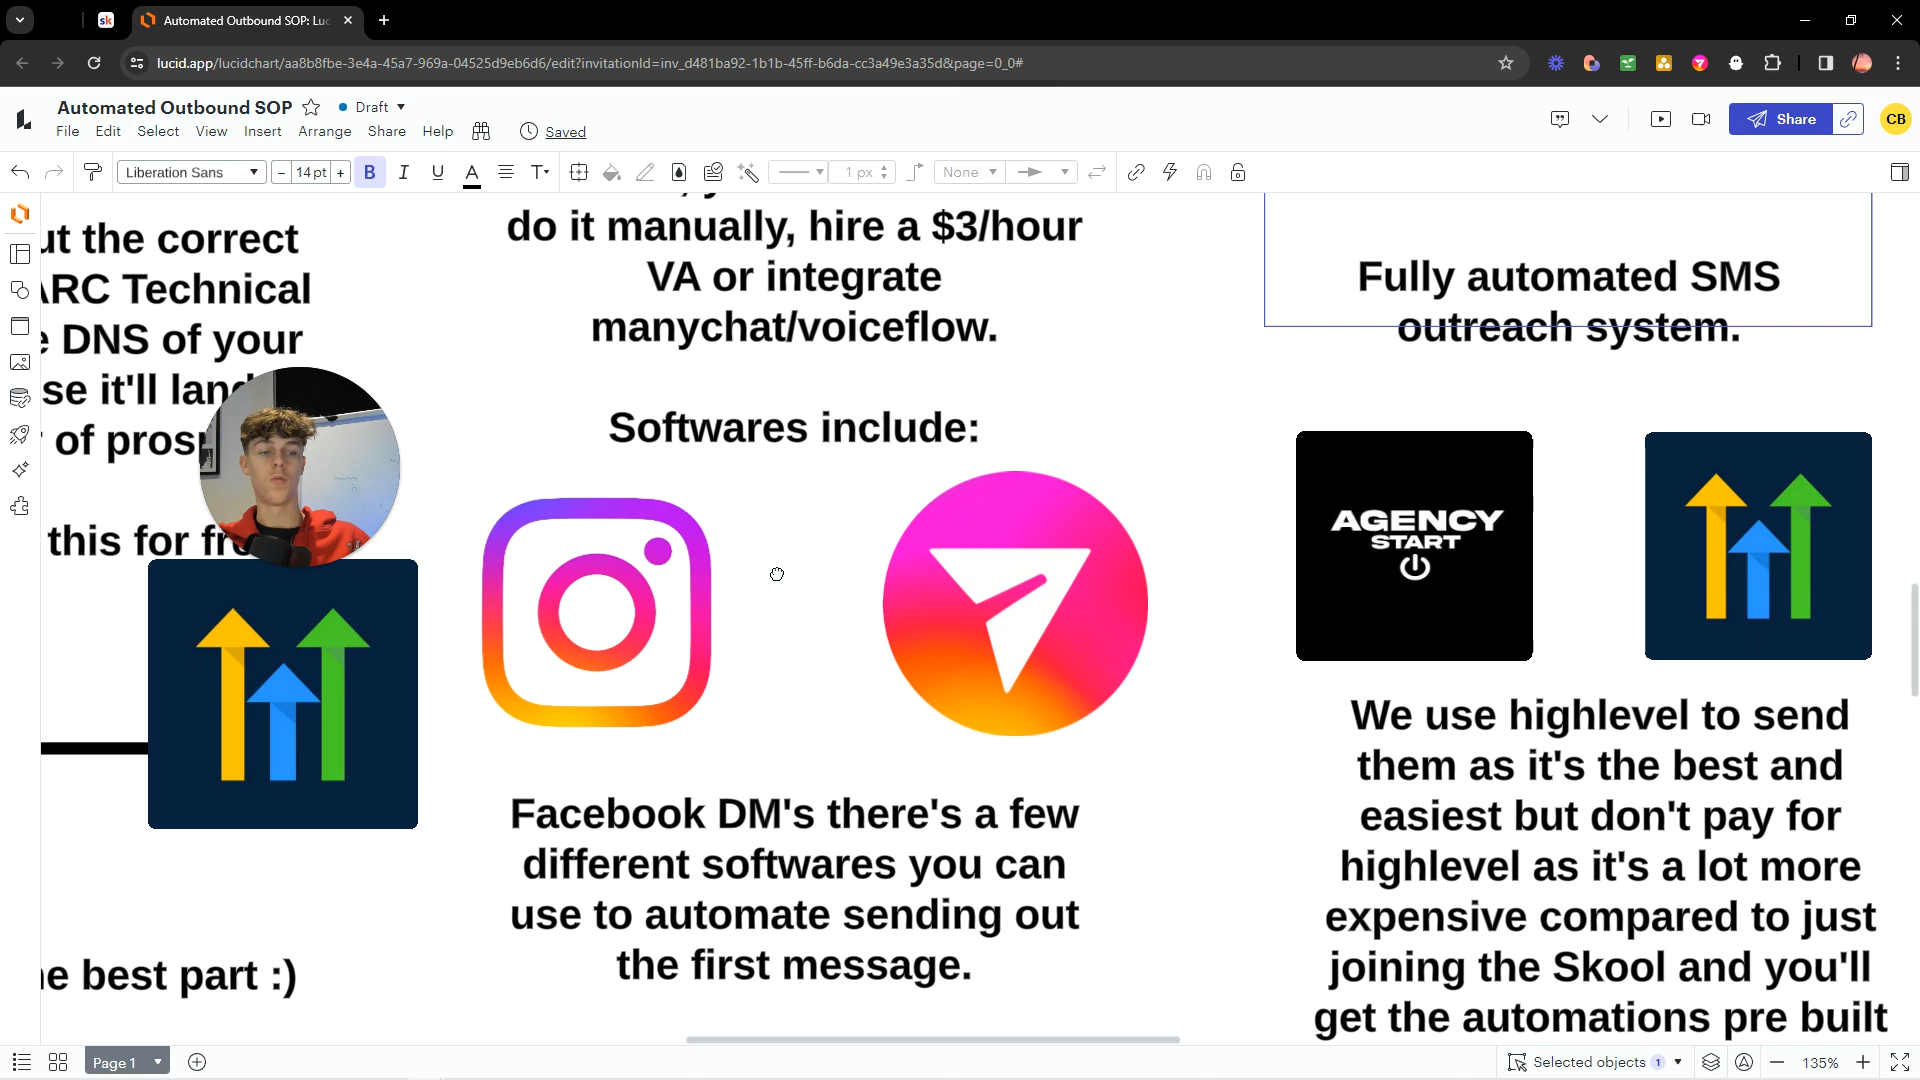 sk
Automated Outbound SOP: Luc
lucid.app/lucidchart/aa8b8fbe-3e4a-45a7-969a-04525d9eb6d6/edit?invitationId=inv_d481ba92-1b1b-45ff-b6da-cc3a49e3a35d&page=0_0#
Automated Outbound SOP
Draft
File Edit Select View Insert Arrange Share Help
Saved
Share
CB
Liberation Sans
14 pt
B
I
U
A
T
1 px
None
ut the correct
ARC Technical
e DNS of your
se it'll land
r of prosp
this for fre
ne best part :)
do it manually, hire a $3/hour
VA or integrate
manychat/voiceflow.
Softwares include:
Facebook DM's there's a few
different softwares you can
use to automate sending out
the first message.
Fully automated SMS
outreach system.
AGENCY
START
We use highlevel to send
them as it's the best and
easiest but don't pay for
highlevel as it's a lot more
expensive compared to just
joining the Skool and you'll
get the automations pre built
Page 1
Selected objects 1
135%